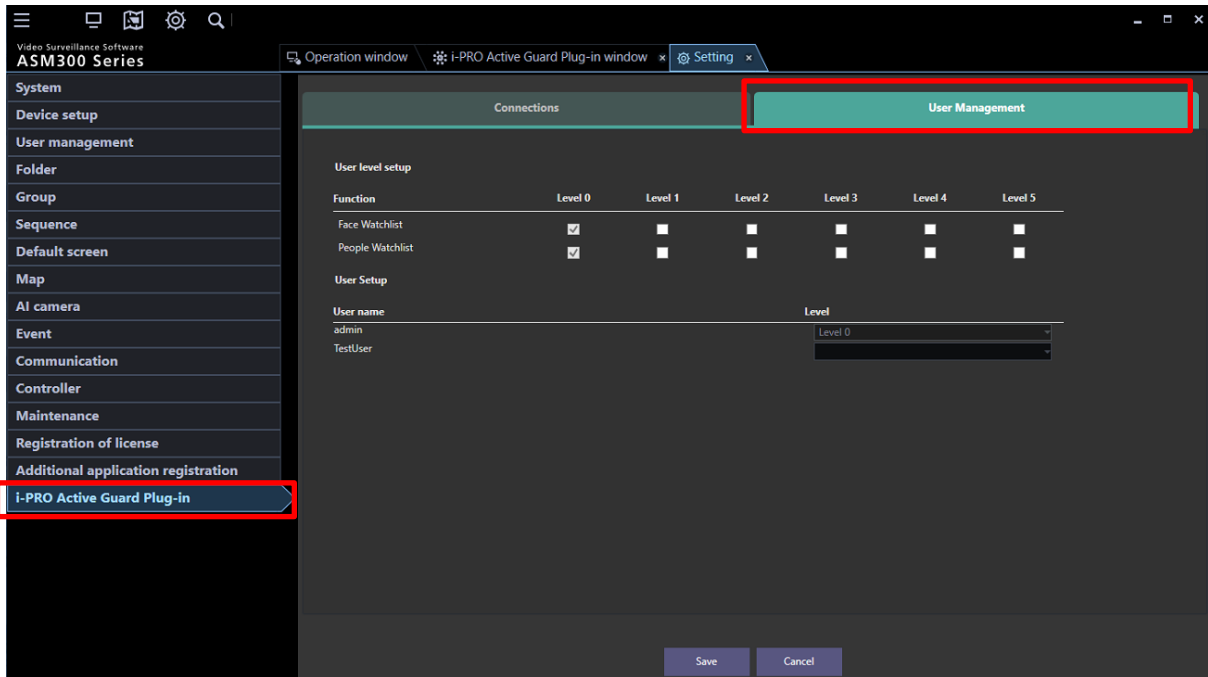 Video Surveillance Software
ASM300 Series
Operation window
i-PRO Active Guard Plug-in window
Setting
System
Device setup
User management
Folder
Group
Sequence
Default screen
Map
AI camera
Event
Communication
Controller
Maintenance
Registration of license
Additional application registration
i-PRO Active Guard Plug-in
Connections
User Management
User level setup
Function Level 0 Level 1 Level 2 Level 3 Level 4 Level 5
Face Watchlist
People Watchlist
User Setup
User name Level
admin Level 0
TestUser
Save Cancel